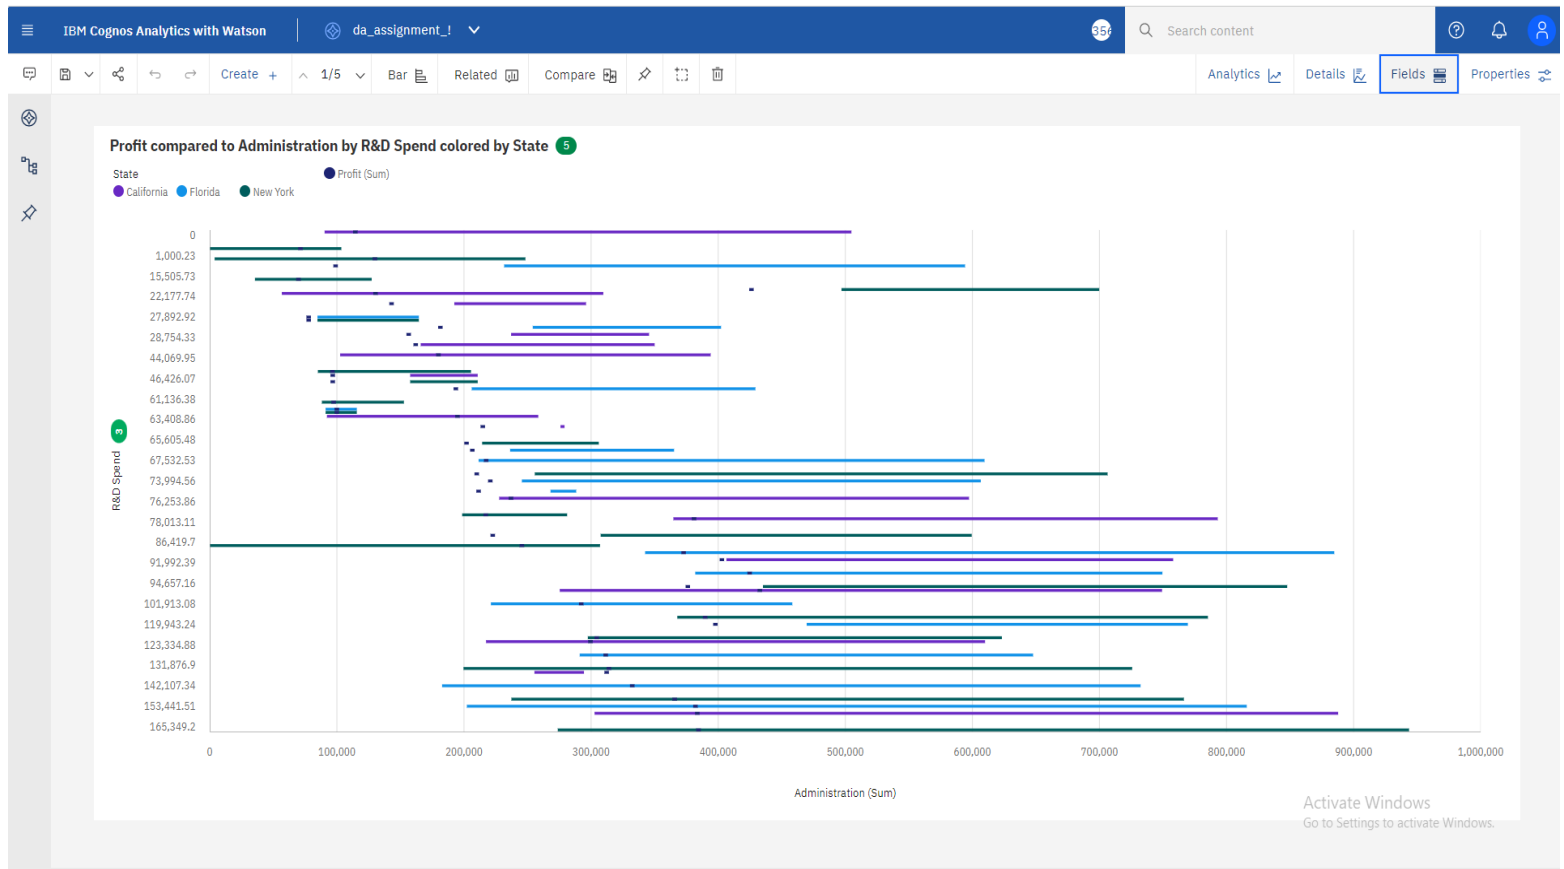 IBM Cognos Analytics with Watson
da_assignment_!
Search content
Create +
1/5
Bar
Related
Compare
Analytics
Details
Fields
Properties
Profit compared to Administration by R&D Spend colored by State 5
State
Profit (Sum)
California
Florida
New York
0
1,000.23
15,505.73
22,177.74
27,892.92
28,754.33
44,069.95
46,426.07
61,136.38
63,408.86
65,605.48
67,532.53
73,994.56
76,253.86
78,013.11
86,419.7
91,992.39
94,657.16
101,913.08
119,943.24
123,334.88
131,876.9
142,107.34
153,441.51
165,349.2
R&D Spend 3
0 100,000 200,000 300,000 400,000 500,000 600,000 700,000 800,000 900,000 1,000,000
Administration (Sum)
Activate Windows
Go to Settings to activate Windows.